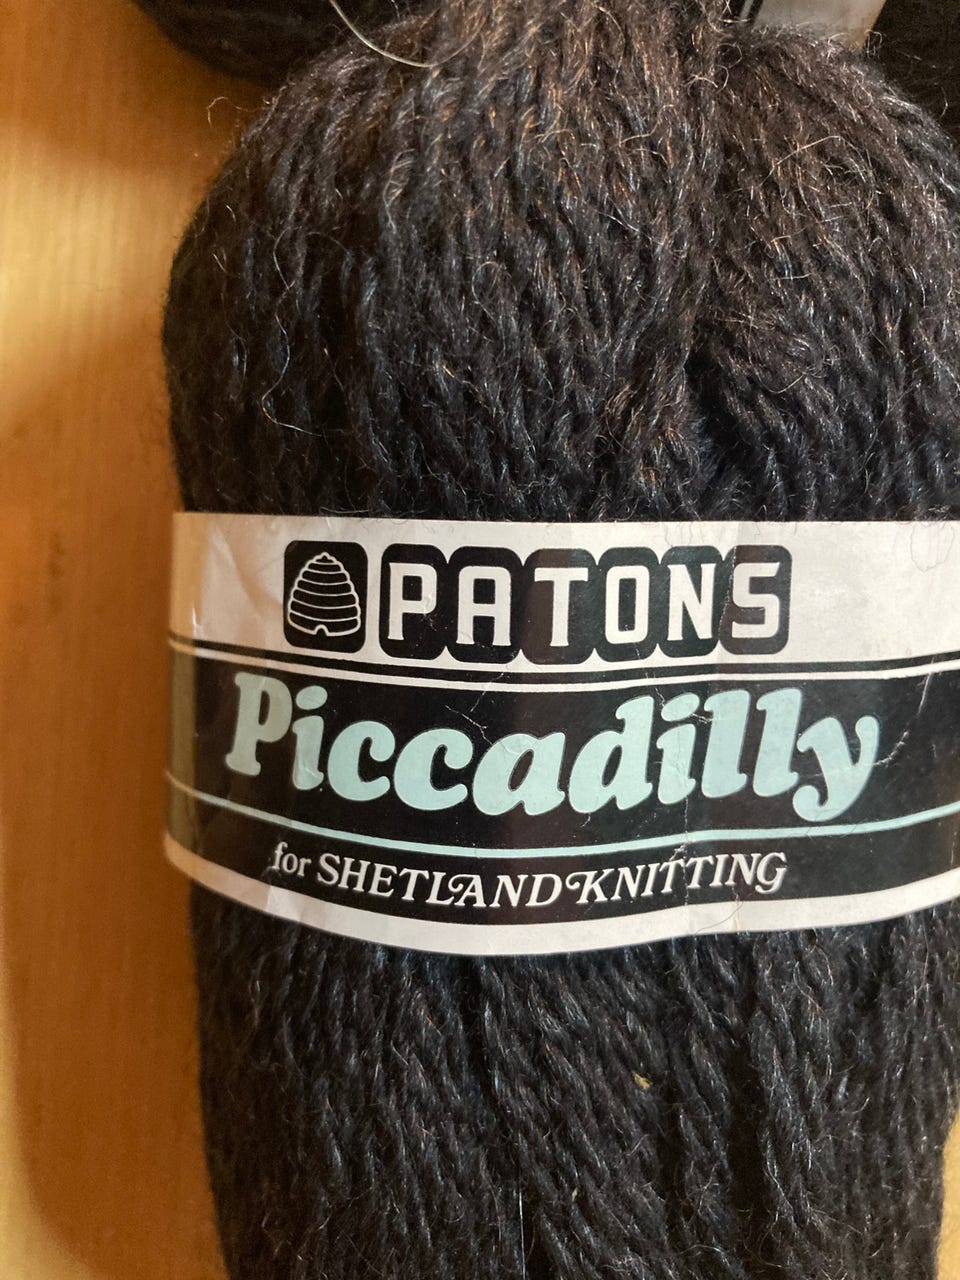 PATONS
Piccadilly
for SHETLAND KNITTING